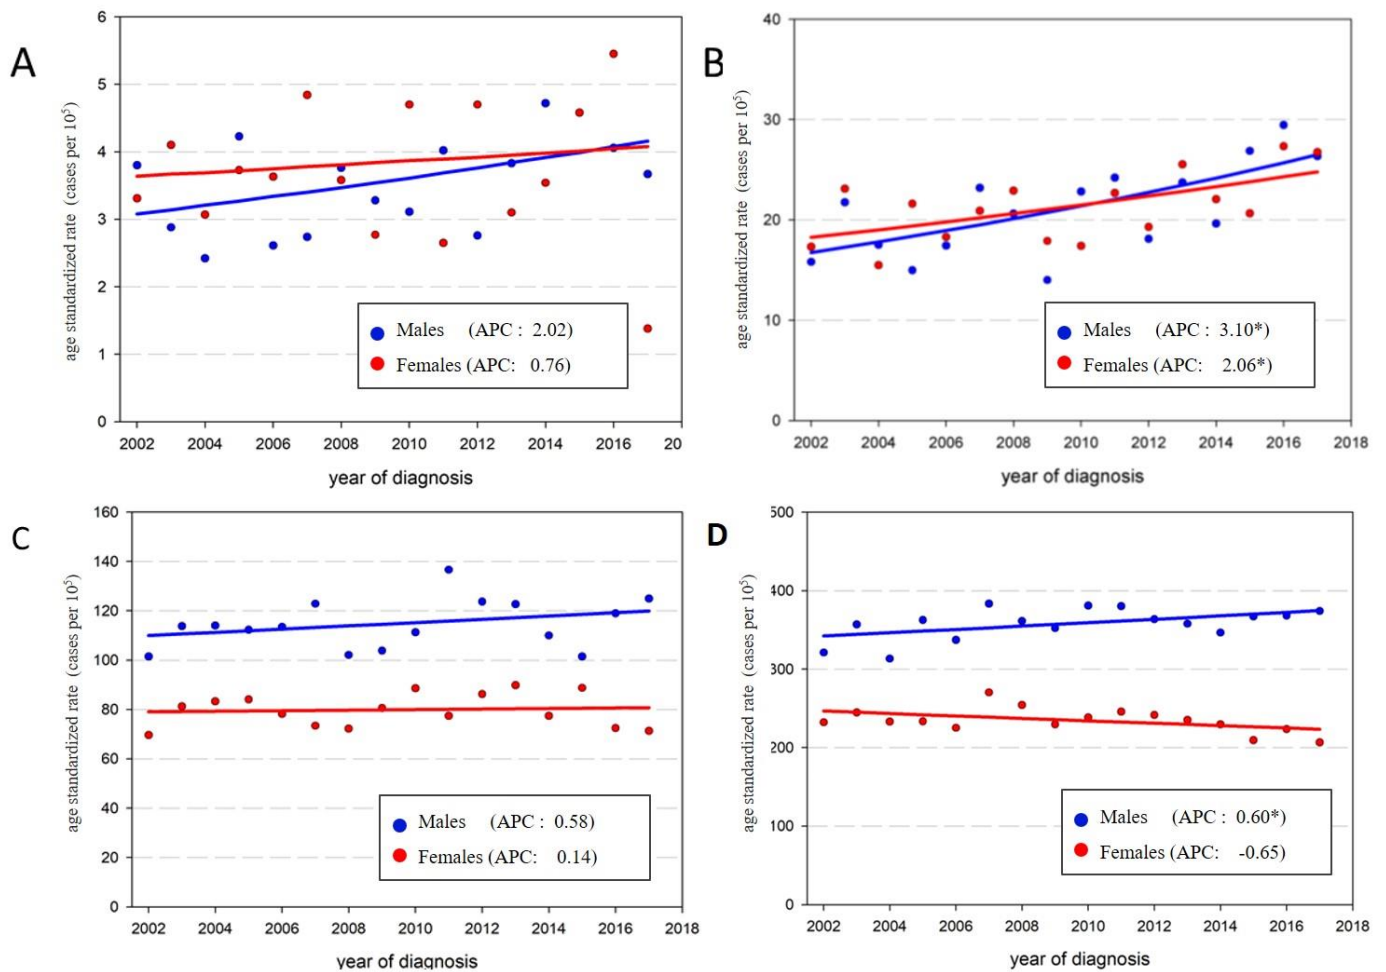 A
age standardized rate (cases per 10⁵)
6
5
4
3
2
1
0
Males (APC : 2.02)
Females (APC: 0.76)
2002 2004 2006 2008 2010 2012 2014 2016 20
year of diagnosis
B
age standardized rate (cases per 10⁵)
40
30
20
10
0
Males (APC : 3.10*)
Females (APC: 2.06*)
2002 2004 2006 2008 2010 2012 2014 2016 2018
year of diagnosis
C
age standardized rate (cases per 10⁵)
160
140
120
100
80
60
40
20
0
Males (APC : 0.58)
Females (APC: 0.14)
2002 2004 2006 2008 2010 2012 2014 2016 2018
year of diagnosis
D
age standardized rate (cases per 10⁵)
500
400
300
200
100
0
Males (APC : 0.60*)
Females (APC: -0.65)
2002 2004 2006 2008 2010 2012 2014 2016 2018
year of diagnosis